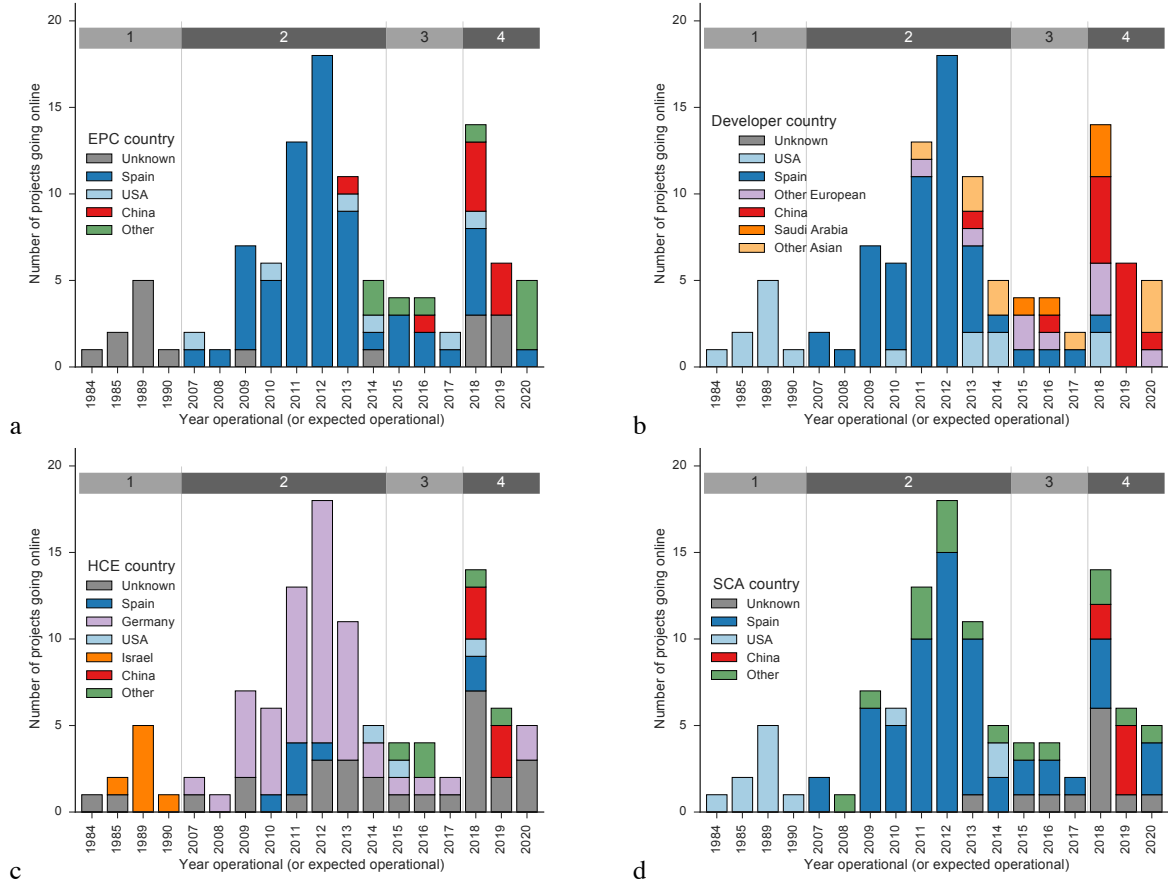 20
15
10
5
0
Number of projects going online
1
2
3
4
EPC country
Unknown
Spain
USA
China
Other
1984
1985
1989
1990
2007
2008
2009
2010
2011
2012
2013
2014
2015
2016
2017
2018
2019
2020
Year operational (or expected operational)
a
20
15
10
5
0
Number of projects going online
1
2
3
4
Developer country
Unknown
USA
Spain
Other European
China
Saudi Arabia
Other Asian
1984
1985
1989
1990
2007
2008
2009
2010
2011
2012
2013
2014
2015
2016
2017
2018
2019
2020
Year operational (or expected operational)
b
20
15
10
5
0
Number of projects going online
1
2
3
4
HCE country
Unknown
Spain
Germany
USA
Israel
China
Other
1984
1985
1989
1990
2007
2008
2009
2010
2011
2012
2013
2014
2015
2016
2017
2018
2019
2020
Year operational (or expected operational)
c
20
15
10
5
0
Number of projects going online
1
2
3
4
SCA country
Unknown
Spain
USA
China
Other
1984
1985
1989
1990
2007
2008
2009
2010
2011
2012
2013
2014
2015
2016
2017
2018
2019
2020
Year operational (or expected operational)
d